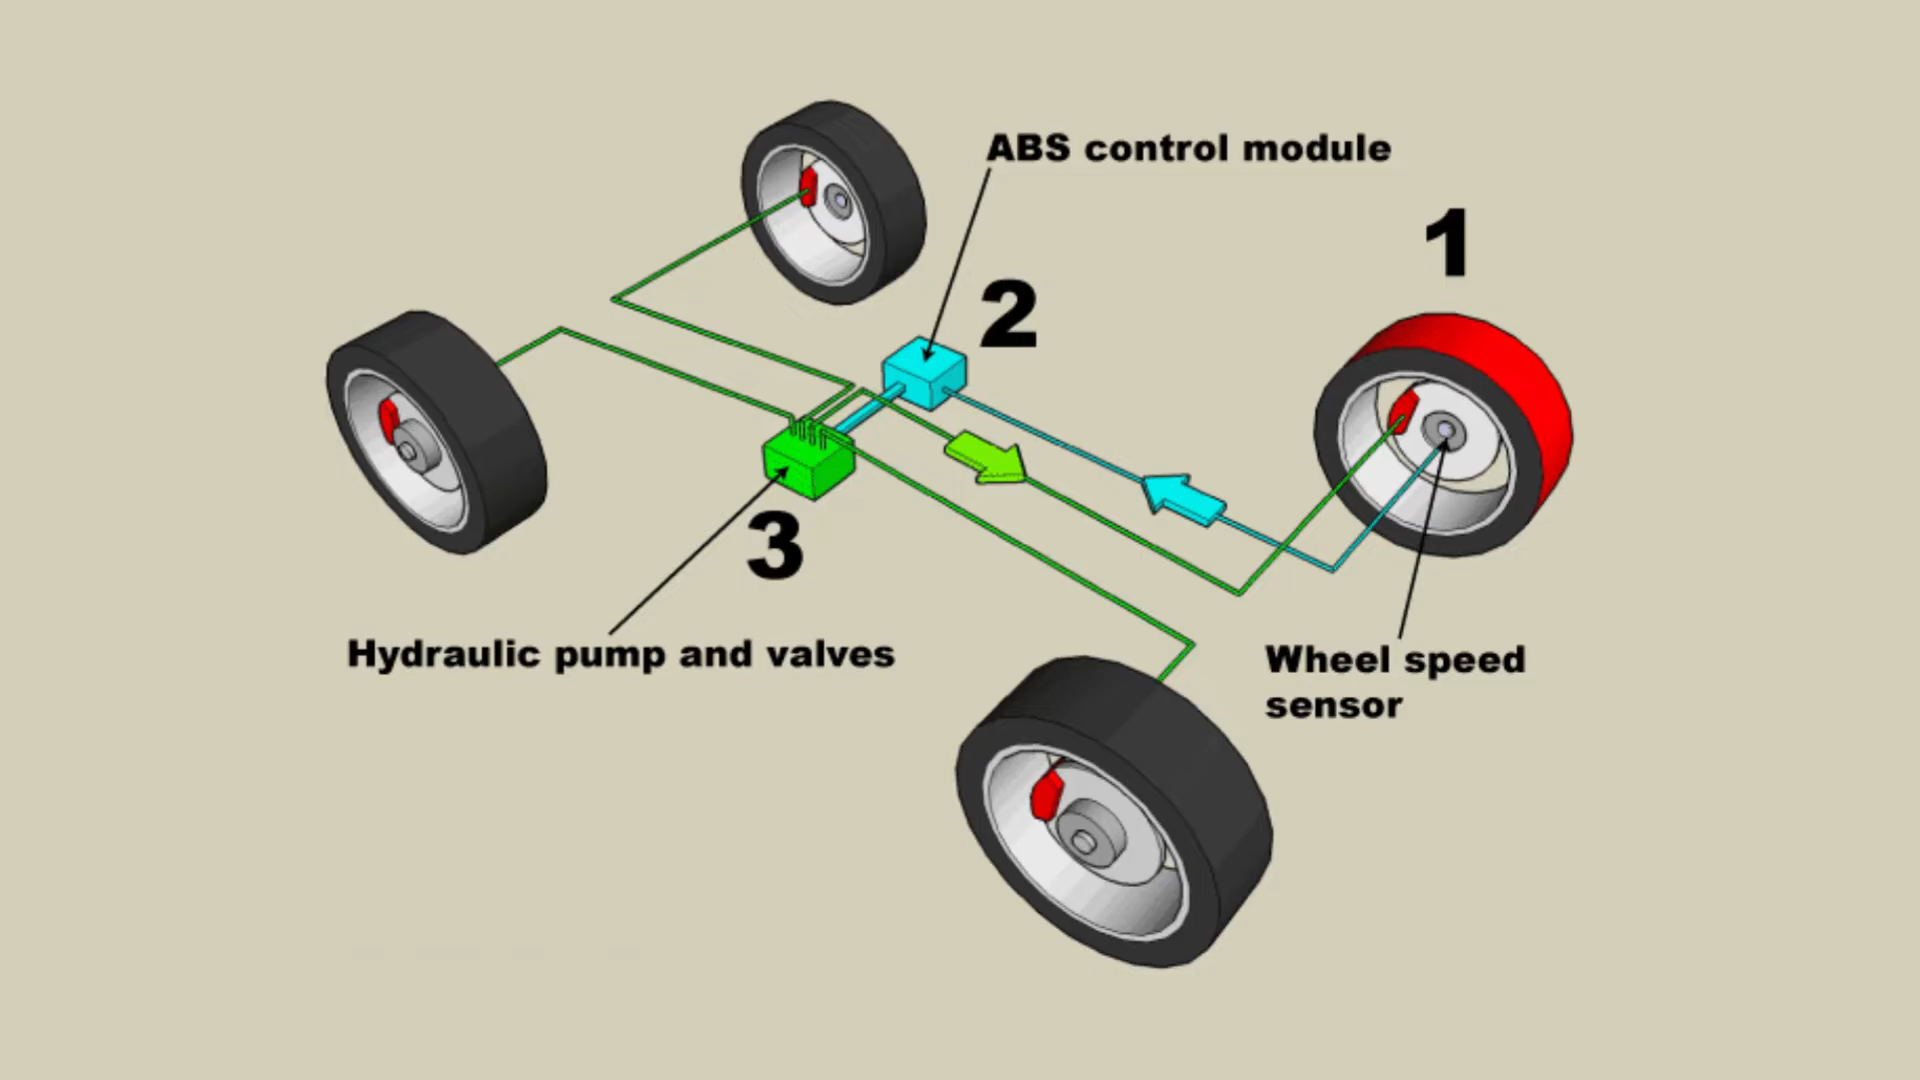 ABS control module
1
2
3
Hydraulic pump and valves
Wheel speed
sensor